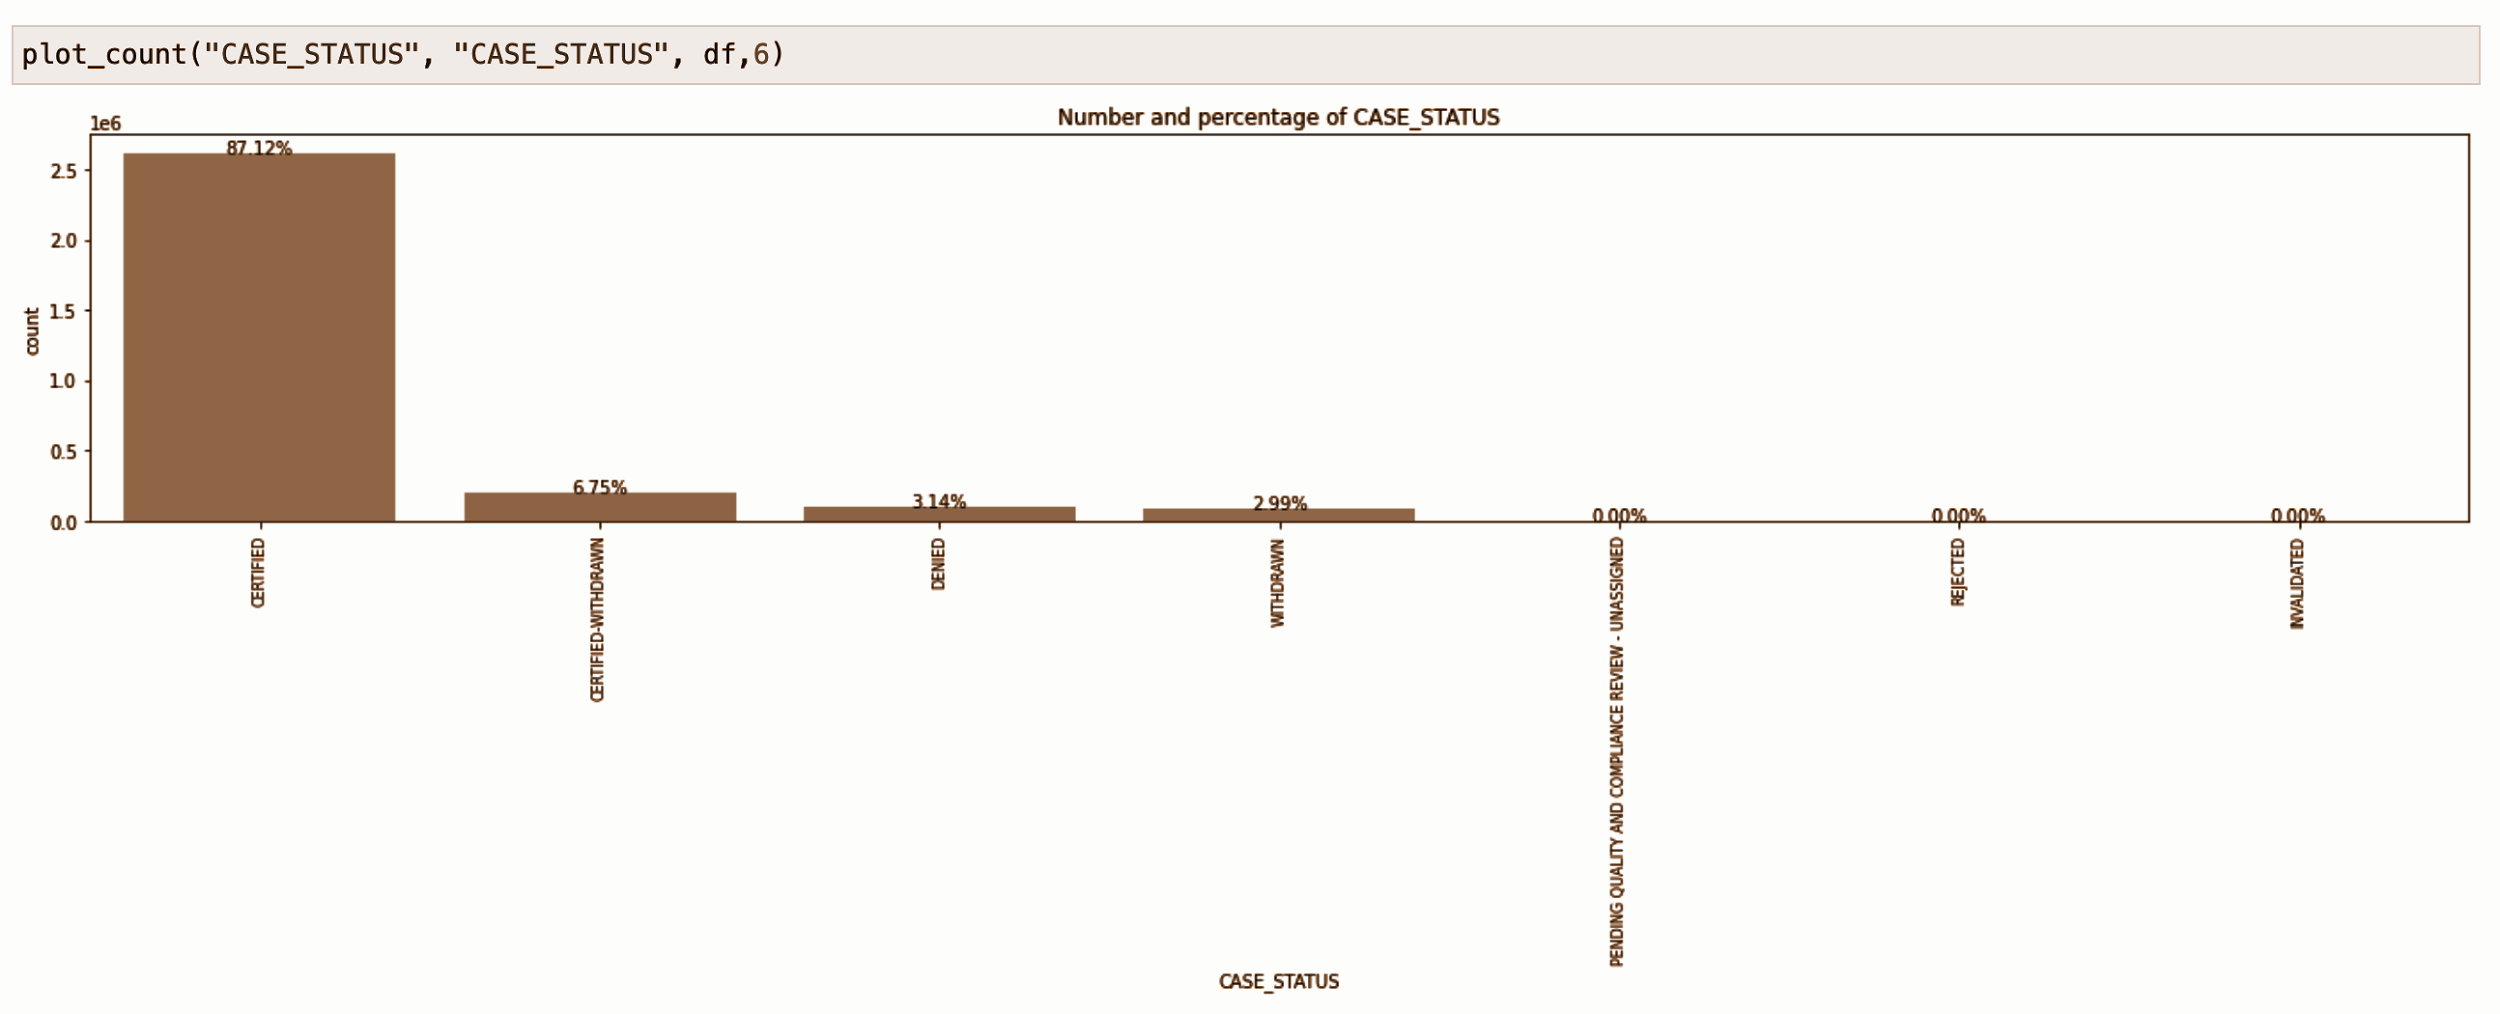 plot_count("CASE_STATUS", "CASE_STATUS", df,6)
Number and percentage of CASE_STATUS
1e6
2.5
2.0
1.5
1.0
0.5
0.0
count
87.12%
6.75%
3.14%
2.99%
0.00%
0.00%
0.00%
CERTIFIED
CERTIFIED-WITHDRAWN
DENIED
WITHDRAWN
PENDING QUALITY AND COMPLIANCE REVIEW - UNASSIGNED
REJECTED
INVALIDATED
CASE_STATUS